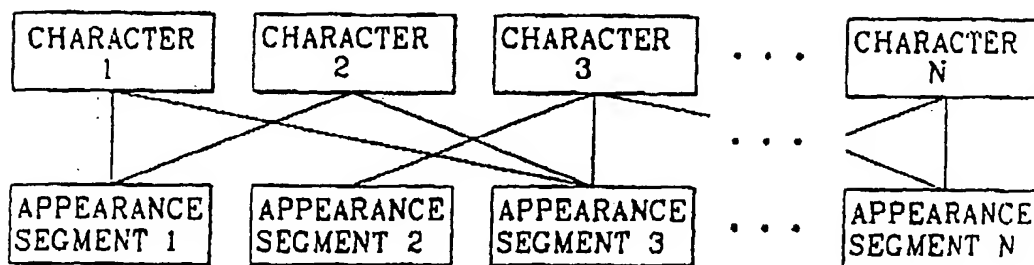 CHARACTER
1
CHARACTER
2
CHARACTER
3
. . .
CHARACTER
N
. . .
APPEARANCE
SEGMENT 1
APPEARANCE
SEGMENT 2
APPEARANCE
SEGMENT 3
. . .
APPEARANCE
SEGMENT N